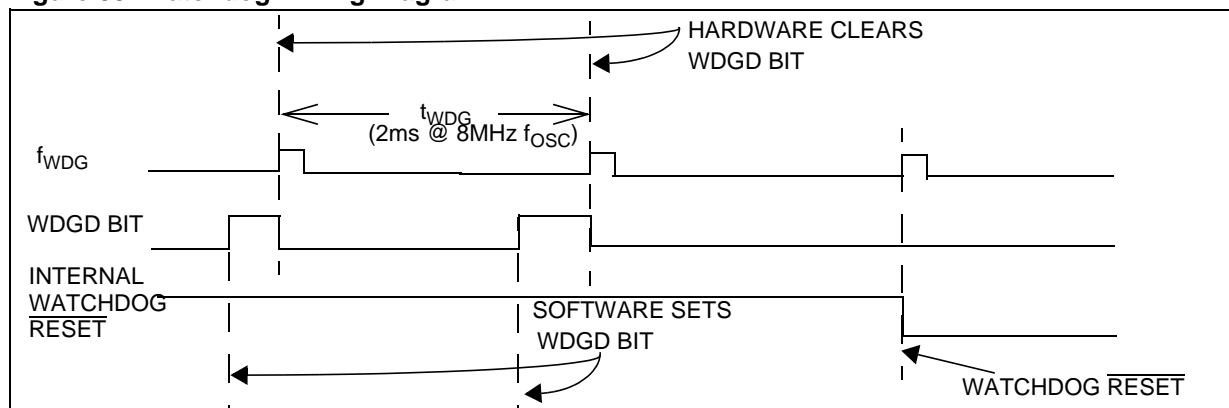 HARDWARE CLEARS
WDGD BIT
tWDG
(2ms @ 8MHz fOSC)
fWDG
WDGD BIT
INTERNAL
WATCHDOG
RESET
SOFTWARE SETS
WDGD BIT
WATCHDOG RESET